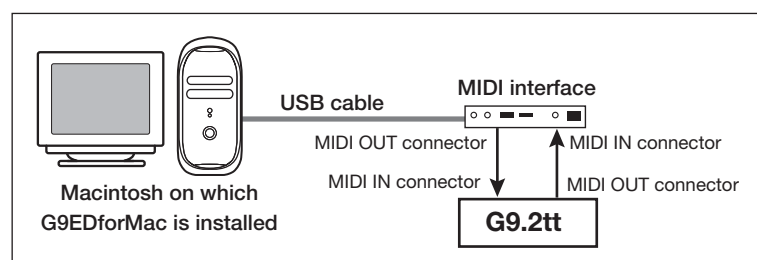 USB cable
MIDI interface
MIDI OUT connector
MIDI IN connector
MIDI IN connector
MIDI OUT connector
Macintosh on which
G9EDforMac is installed
G9.2tt